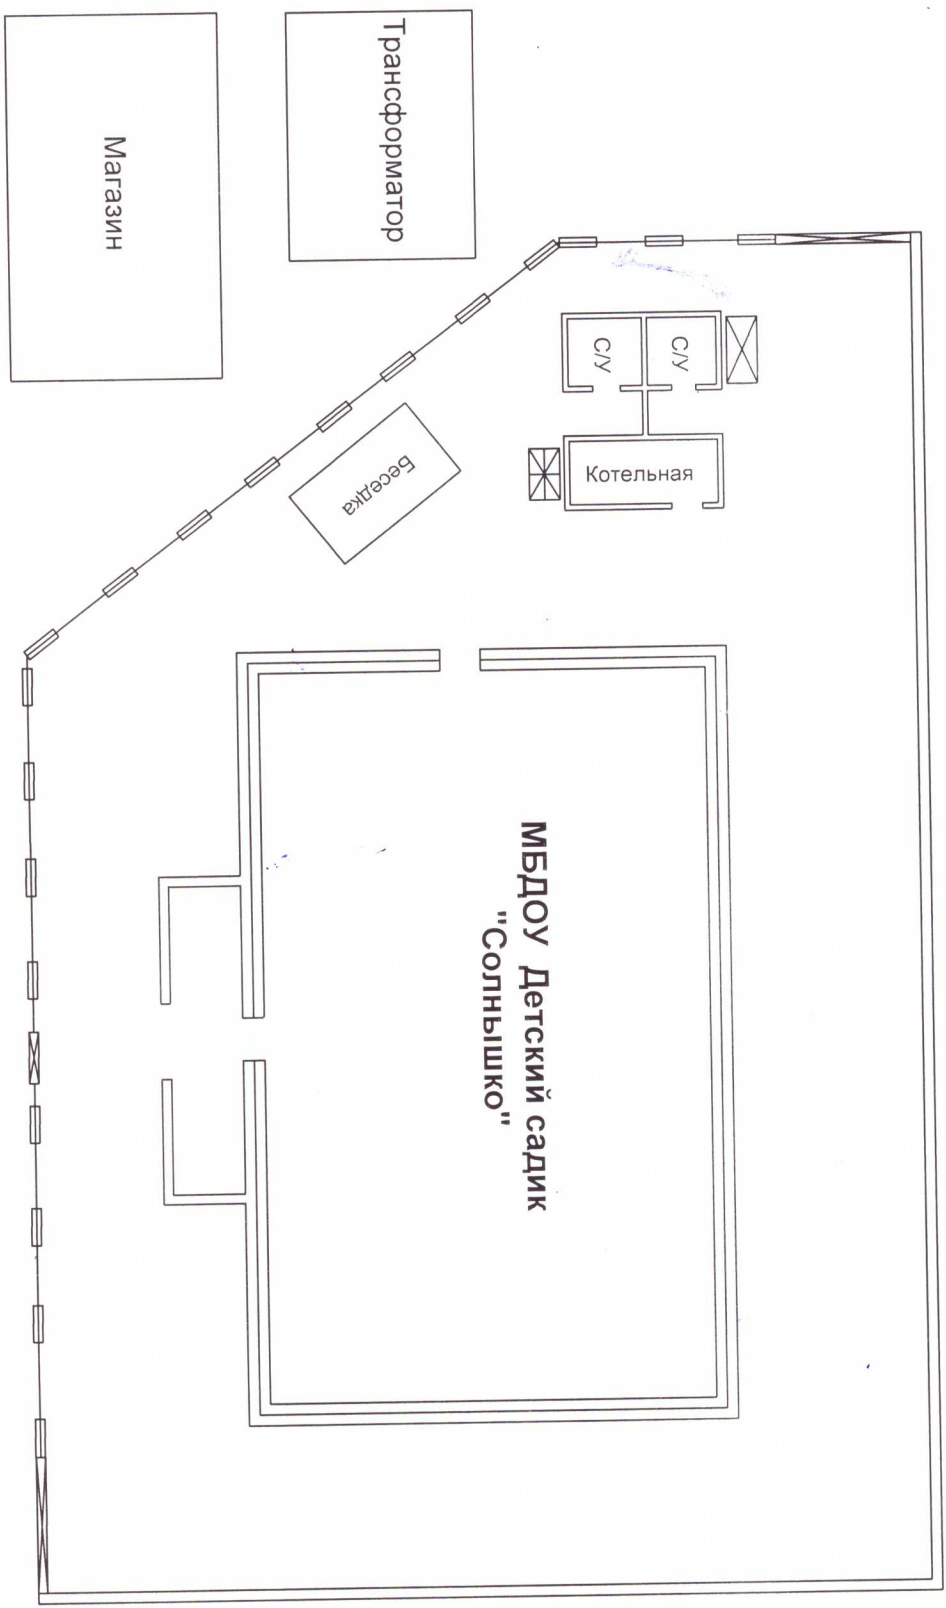 Трансформатор
Магазин
С/У
С/У
Котельная
Беседка
МБДОУ Детский садик
"Солнышко"